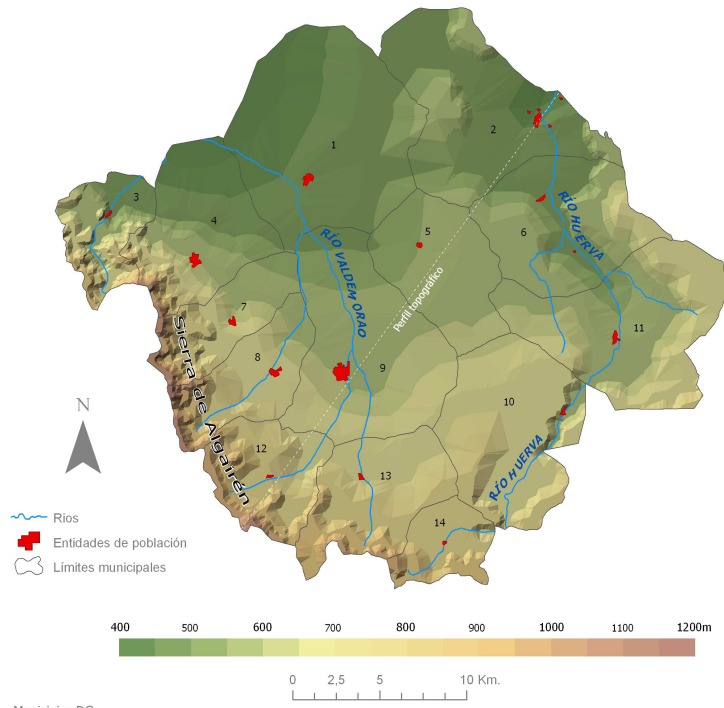 1
2
3
4
5
6
7
8
9
10
11
12
13
14
RÍO HUERVA
RÍO VALDEMORAO
Perfil topográfico
Sierra de Algairén
RÍO HUERVA
N
Rios
Entidades de población
Límites municipales
400 500 600 700 800 900 1000 1100 1200m
0 2,5 5 10 Km.